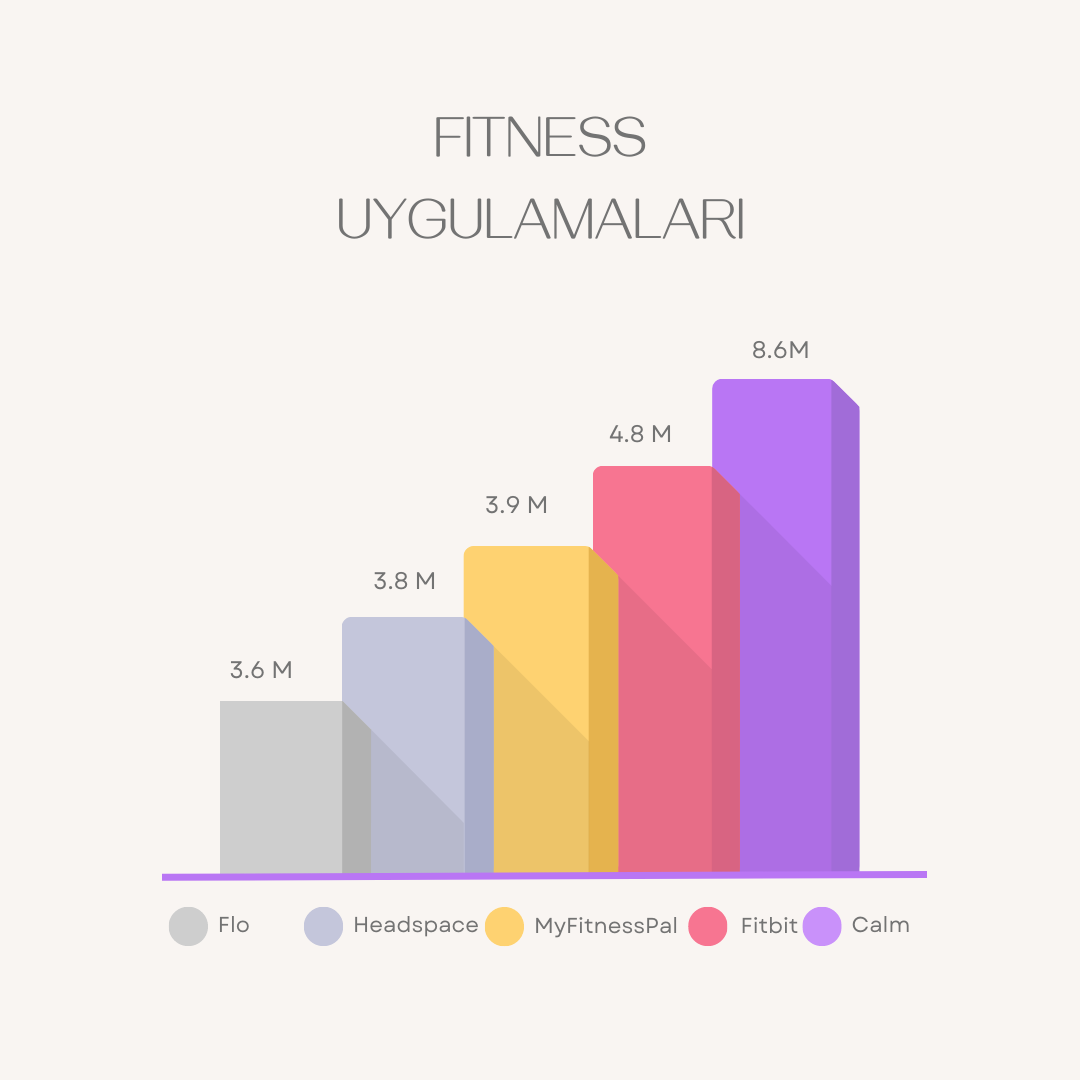 FITNESS
UYGULAMALARI
8.6M
4.8 M
3.9 M
3.8 M
3.6 M
Flo
Headspace
MyFitnessPal
Fitbit
Calm